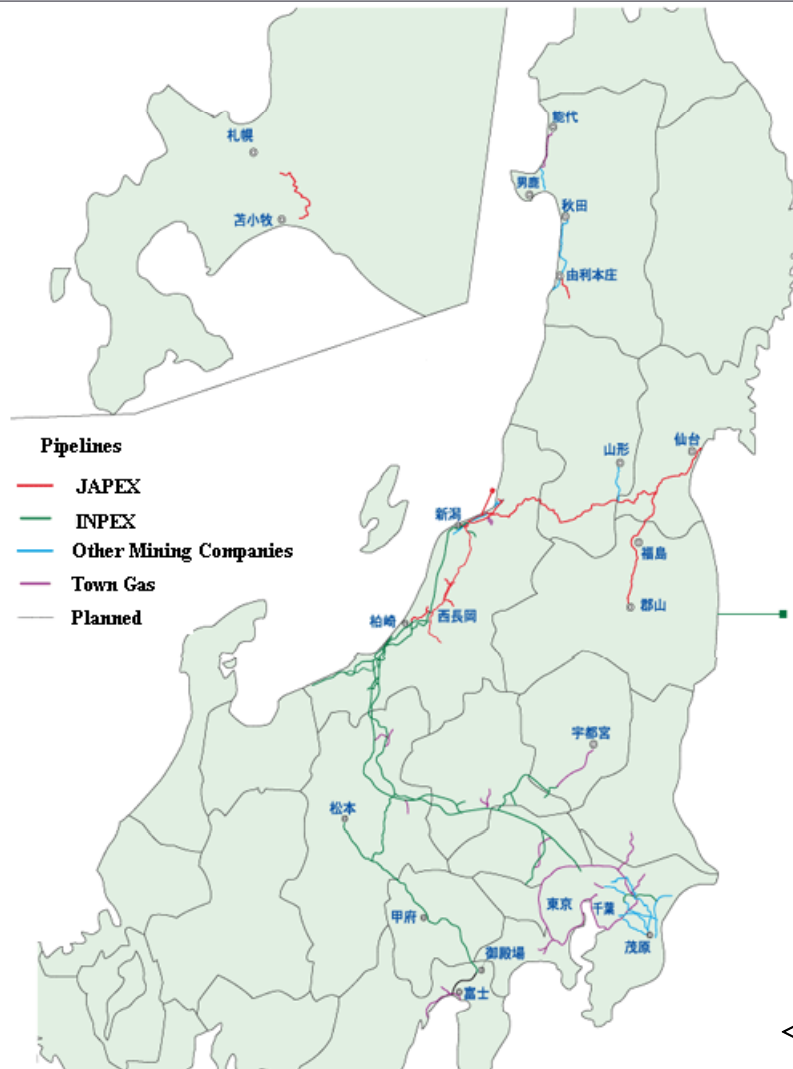 札幌
苫小牧
能代
男鹿
秋田
由利本庄
山形
仙台
新潟
福島
郡山
柏崎
西長岡
Pipelines
JAPEX
INPEX
Other Mining Companies
Town Gas
Planned
宇都宮
松本
東京
千葉
茂原
甲府
御殿場
富士
<